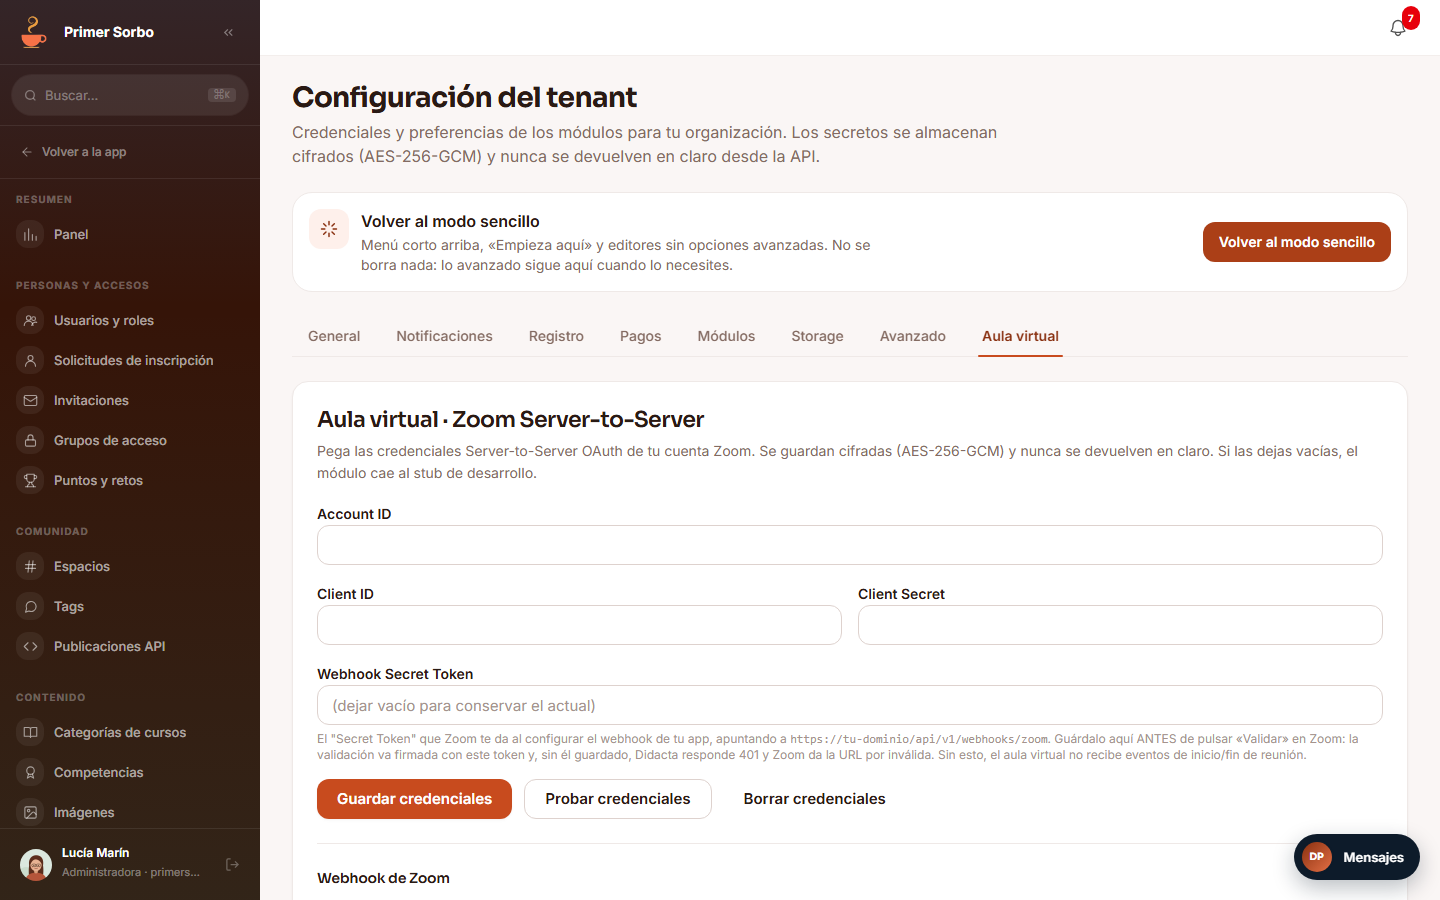 Primer Sorbo
Buscar...
⌘K
Volver a la app
RESUMEN
Panel
PERSONAS Y ACCESOS
Usuarios y roles
Solicitudes de inscripción
Invitaciones
Grupos de acceso
Puntos y retos
COMUNIDAD
Espacios
Tags
Publicaciones API
CONTENIDO
Categorías de cursos
Competencias
Imágenes
Lucía Marín
Administradora · primers...
7
Configuración del tenant
Credenciales y preferencias de los módulos para tu organización. Los secretos se almacenan
cifrados (AES-256-GCM) y nunca se devuelven en claro desde la API.
Volver al modo sencillo
Menú corto arriba, «Empieza aquí» y editores sin opciones avanzadas. No se
borra nada: lo avanzado sigue aquí cuando lo necesites.
Volver al modo sencillo
General Notificaciones Registro Pagos Módulos Storage Avanzado Aula virtual
Aula virtual · Zoom Server-to-Server
Pega las credenciales Server-to-Server OAuth de tu cuenta Zoom. Se guardan cifradas (AES-256-GCM) y nunca se devuelven en claro. Si las dejas vacías, el
módulo cae al stub de desarrollo.
Account ID
Client ID Client Secret
Webhook Secret Token
(dejar vacío para conservar el actual)
El "Secret Token" que Zoom te da al configurar el webhook de tu app, apuntando a https://tu-dominio/api/v1/webhooks/zoom. Guárdalo aquí ANTES de pulsar «Validar» en Zoom: la
validación va firmada con este token y, sin él guardado, Didacta responde 401 y Zoom da la URL por inválida. Sin esto, el aula virtual no recibe eventos de inicio/fin de reunión.
Guardar credenciales Probar credenciales Borrar credenciales
Webhook de Zoom
DP Mensajes